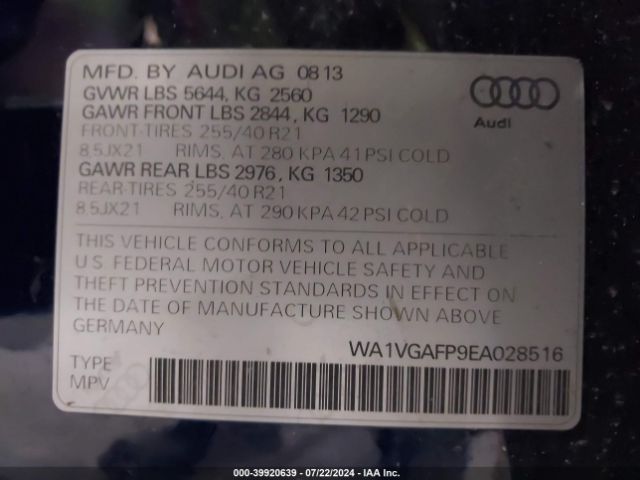 MFD. BY AUDI AG 0813
GVWR LBS 5644, KG 2560
GAWR FRONT LBS 2844, KG 1290
FRONT-TIRES 255/40 R21
8,5JX21 RIMS, AT 280 KPA 41 PSI COLD
GAWR REAR LBS 2976, KG 1350
REAR-TIRES 255/40 R21
8,5JX21 RIMS, AT 290 KPA 42 PSI COLD
Audi
THIS VEHICLE CONFORMS TO ALL APPLICABLE
U.S. FEDERAL MOTOR VEHICLE SAFETY AND
THEFT PREVENTION STANDARDS IN EFFECT ON
THE DATE OF MANUFACTURE SHOWN ABOVE
GERMANY
WA1VGAFP9EA028516
TYPE
MPV
000-39920639 - 07/22/2024 - IAA Inc.